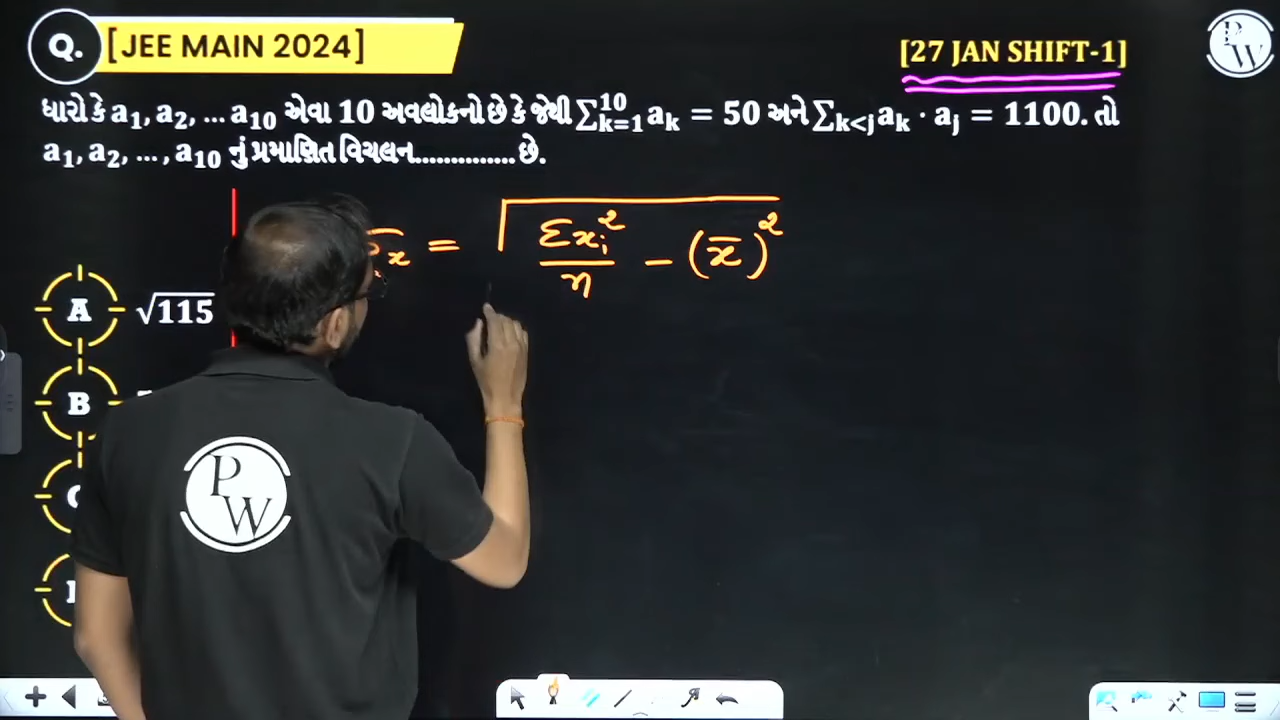 Q. [JEE MAIN 2024]
[27 JAN SHIFT-1]
PW
ધારો કે a₁, a₂, ... a₁₀ એવા 10 અવલોકનો છે કે જેથી ∑¹⁰ₖ₌₁ aₖ = 50 અને ∑ₖ<ⱼ aₖ · aⱼ = 1100. તો
a₁, a₂, ..., a₁₀ નું પ્રમાણિત વિચલન.............. છે.
x = √(Σxᵢ²/n − (x̄)²)
A √115
B
PW